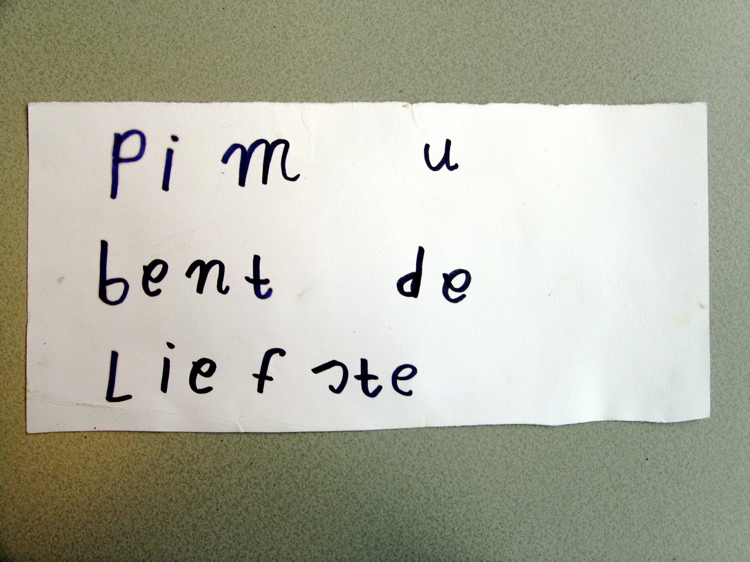 Pim u
bent de
Liefste